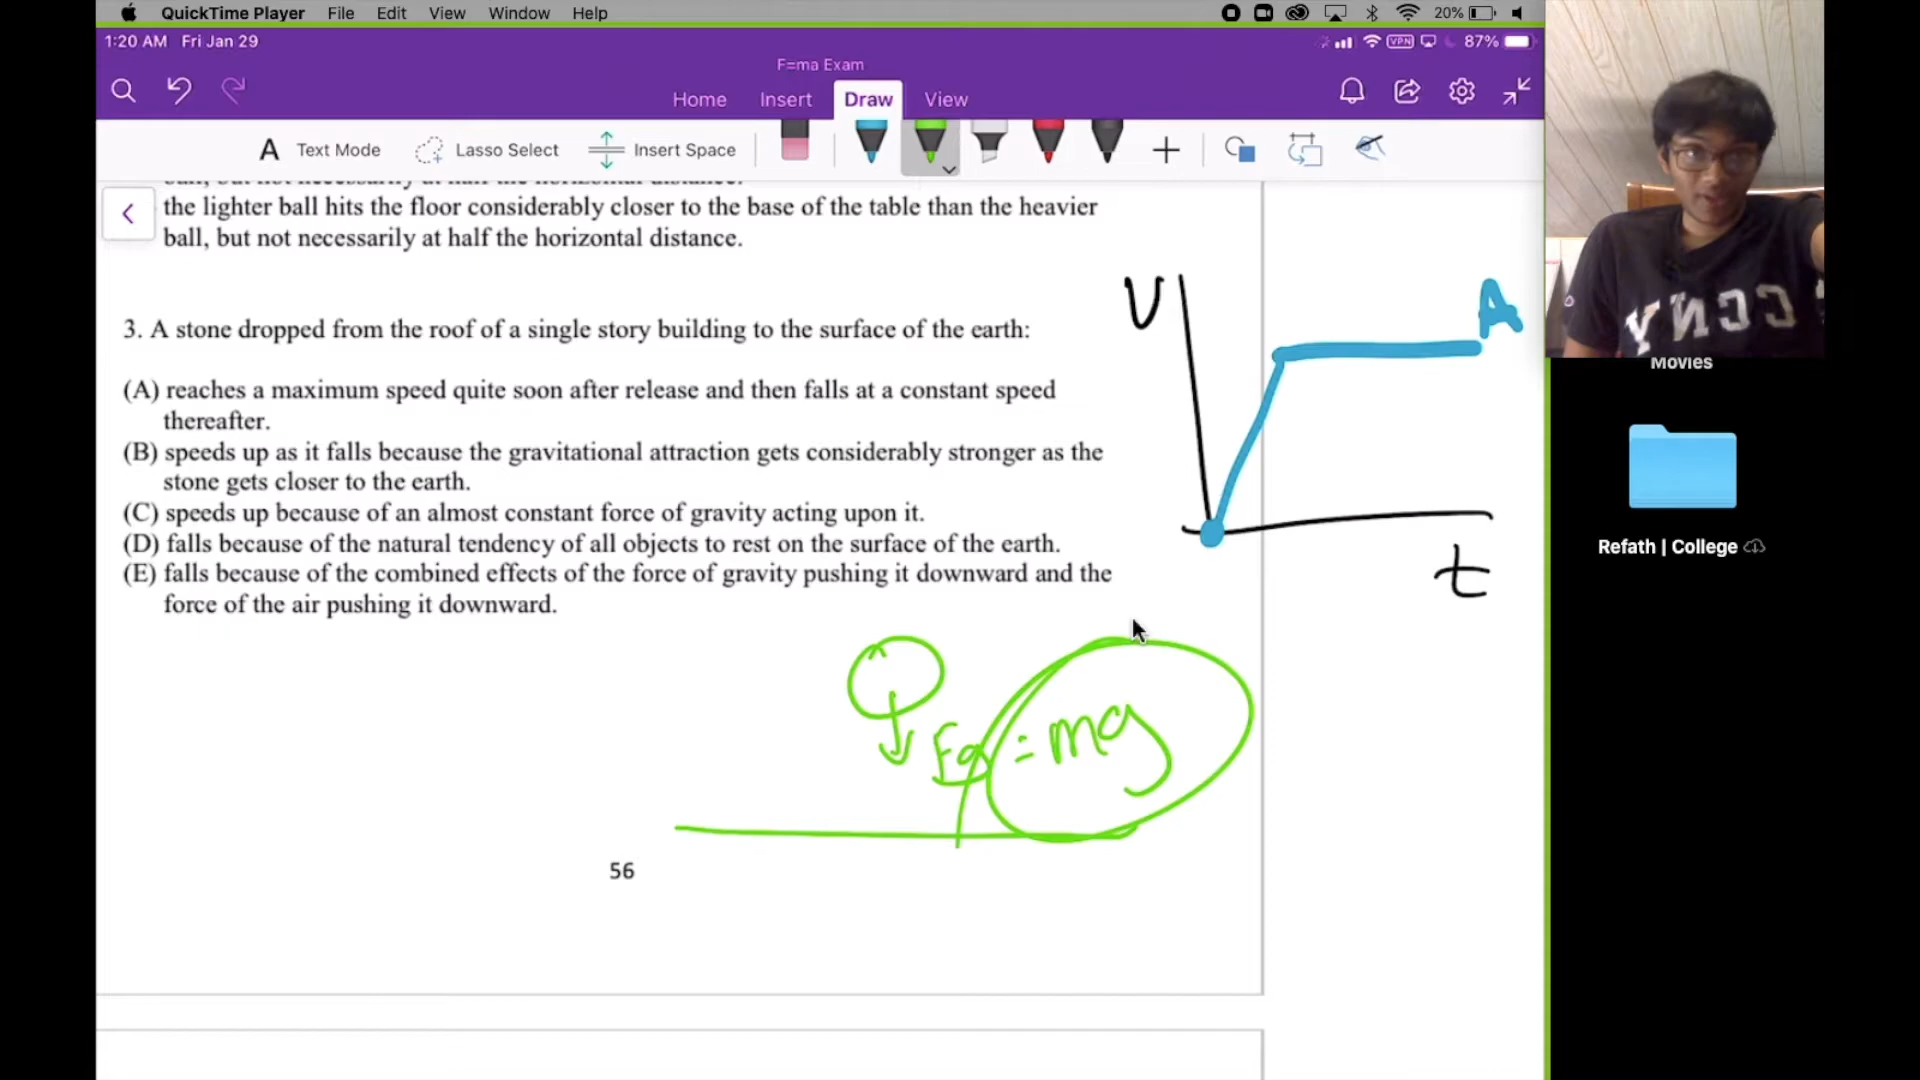 QuickTime Player File Edit View Window Help 20%
1:20 AM Fri Jan 29 VPN 87%
F=ma Exam
Home Insert Draw View
A Text Mode Lasso Select Insert Space
the lighter ball hits the floor considerably closer to the base of the table than the heavier
ball, but not necessarily at half the horizontal distance.
3. A stone dropped from the roof of a single story building to the surface of the earth:
(A) reaches a maximum speed quite soon after release and then falls at a constant speed
thereafter.
(B) speeds up as it falls because the gravitational attraction gets considerably stronger as the
stone gets closer to the earth.
(C) speeds up because of an almost constant force of gravity acting upon it.
(D) falls because of the natural tendency of all objects to rest on the surface of the earth.
(E) falls because of the combined effects of the force of gravity pushing it downward and the
force of the air pushing it downward.
V
A
t
Fg = mg
56
CCNY
Movies
Refath | College